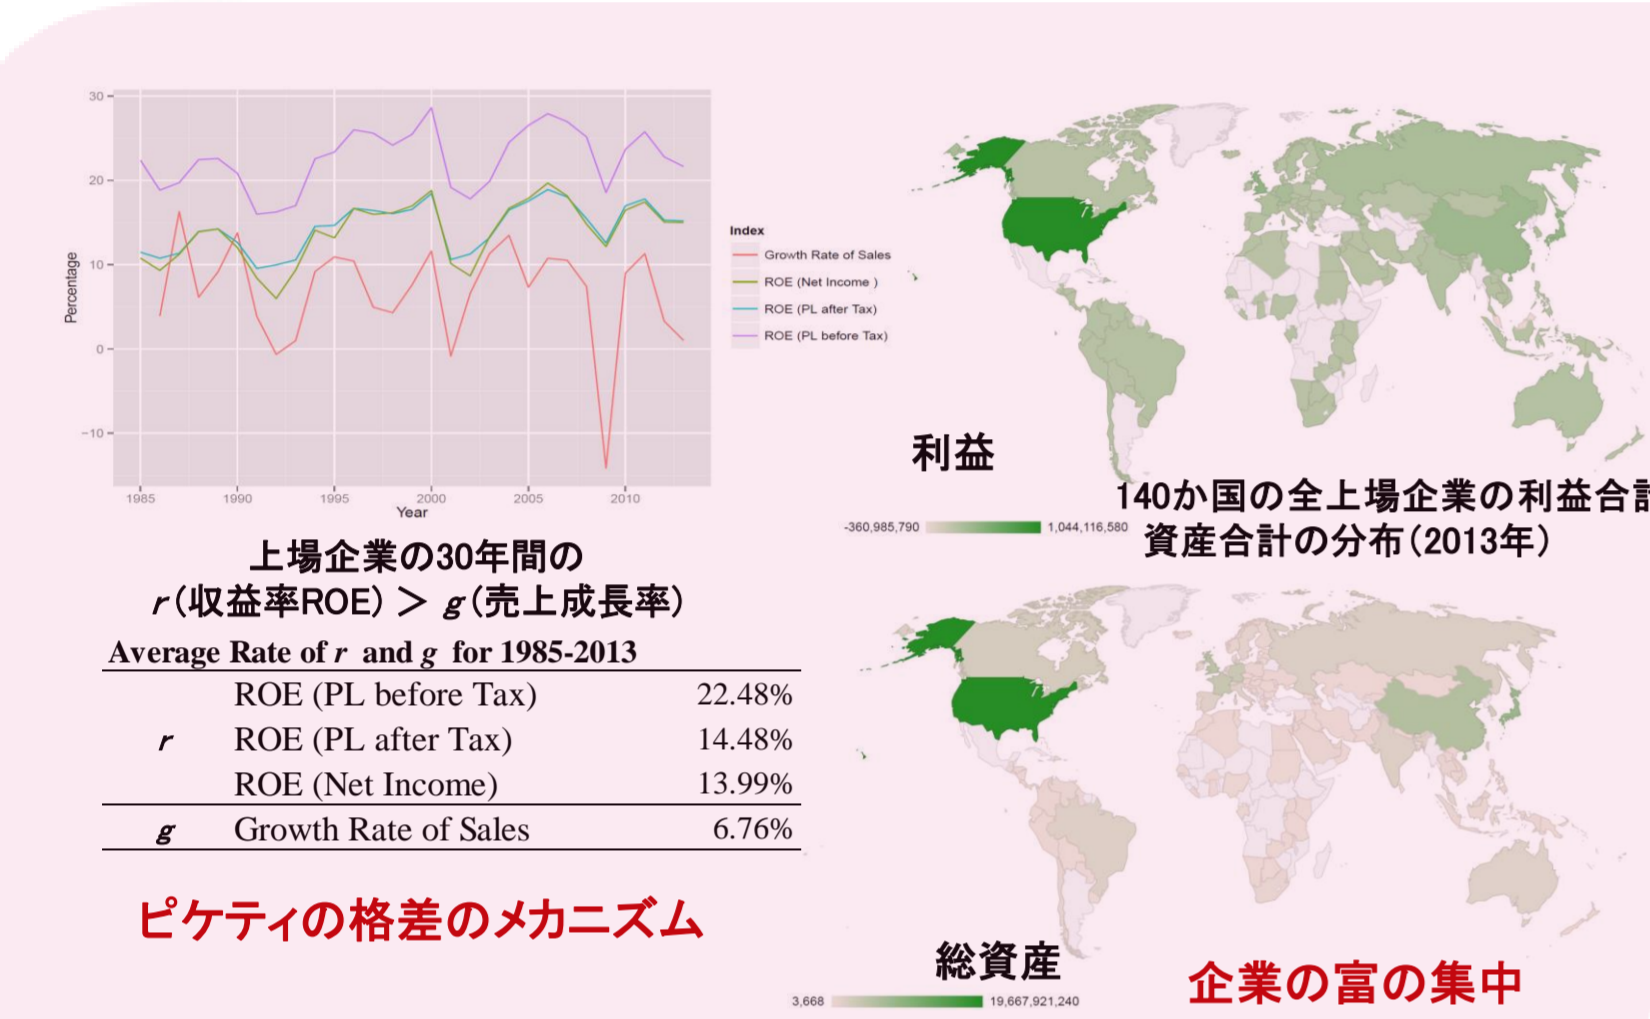 30
20
10
0
−10
Percentage
1985 1990 1995 2000 2005 2010
Year
Index
Growth Rate of Sales
ROE (Net Income )
ROE (PL after Tax)
ROE (PL before Tax)
上場企業の30年間の
r(収益率ROE) > g(売上成長率)
Average Rate of r and g for 1985-2013
ROE (PL before Tax) 22.48%
r ROE (PL after Tax) 14.48%
ROE (Net Income) 13.99%
g Growth Rate of Sales 6.76%
ピケティの格差のメカニズム
利益
-360,985,790 1,044,116,580
140か国の全上場企業の利益合計
資産合計の分布(2013年)
総資産
3,668 19,667,921,240
企業の富の集中